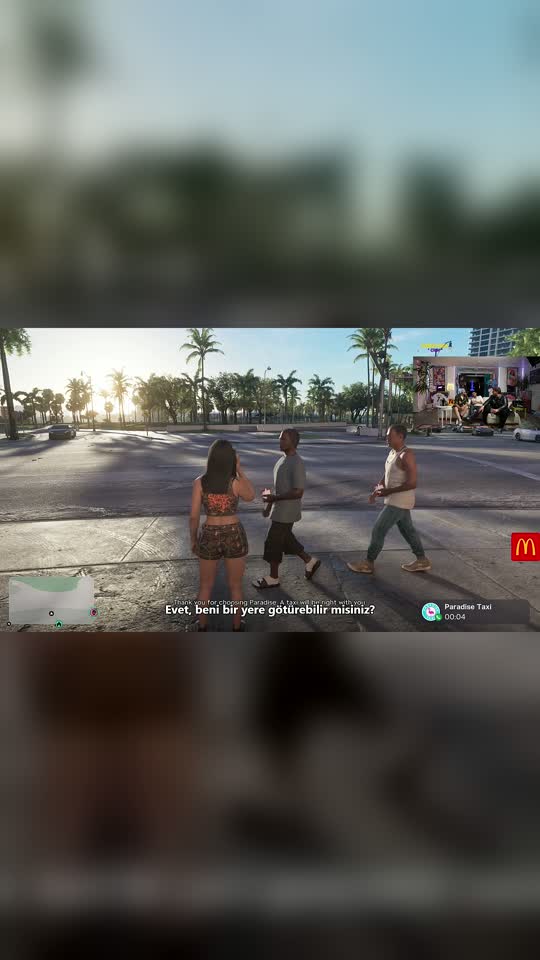 Thank you for choosing Paradise. A taxi will be right with you.
Evet, beni bir yere götürebilir misiniz?
Paradise Taxi
00:04